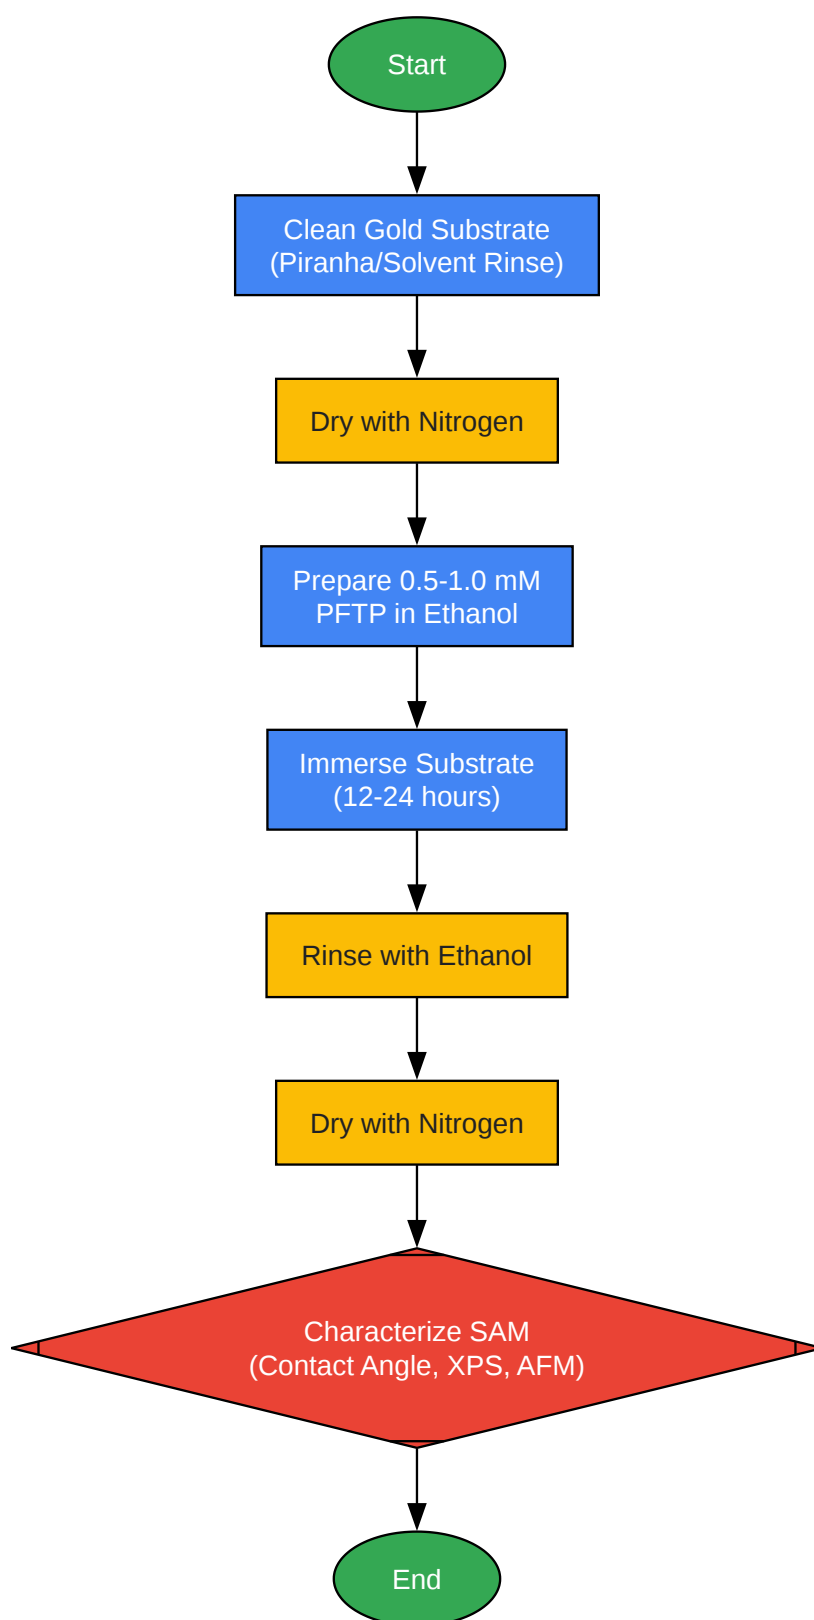 Start
Clean Gold Substrate
(Piranha/Solvent Rinse)
Dry with Nitrogen
Prepare 0.5-1.0 mM
PFTP in Ethanol
Immerse Substrate
(12-24 hours)
Rinse with Ethanol
Dry with Nitrogen
Characterize SAM
(Contact Angle, XPS, AFM)
End